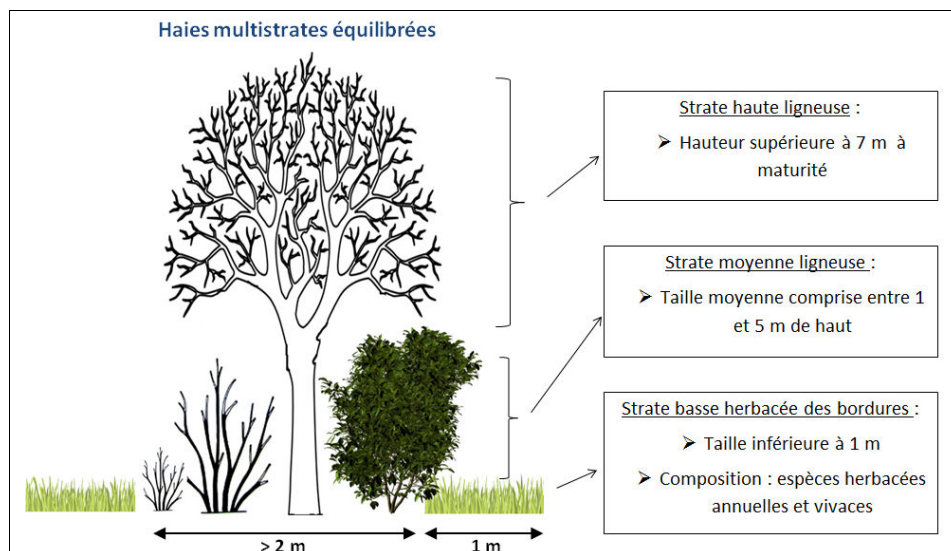 Haies multistrates équilibrées
Strate haute ligneuse :
➢ Hauteur supérieure à 7 m à
maturité
Strate moyenne ligneuse :
➢ Taille moyenne comprise entre 1
et 5 m de haut
Strate basse herbacée des bordures :
➢ Taille inférieure à 1 m
➢ Composition : espèces herbacées
annuelles et vivaces
> 2 m
1 m